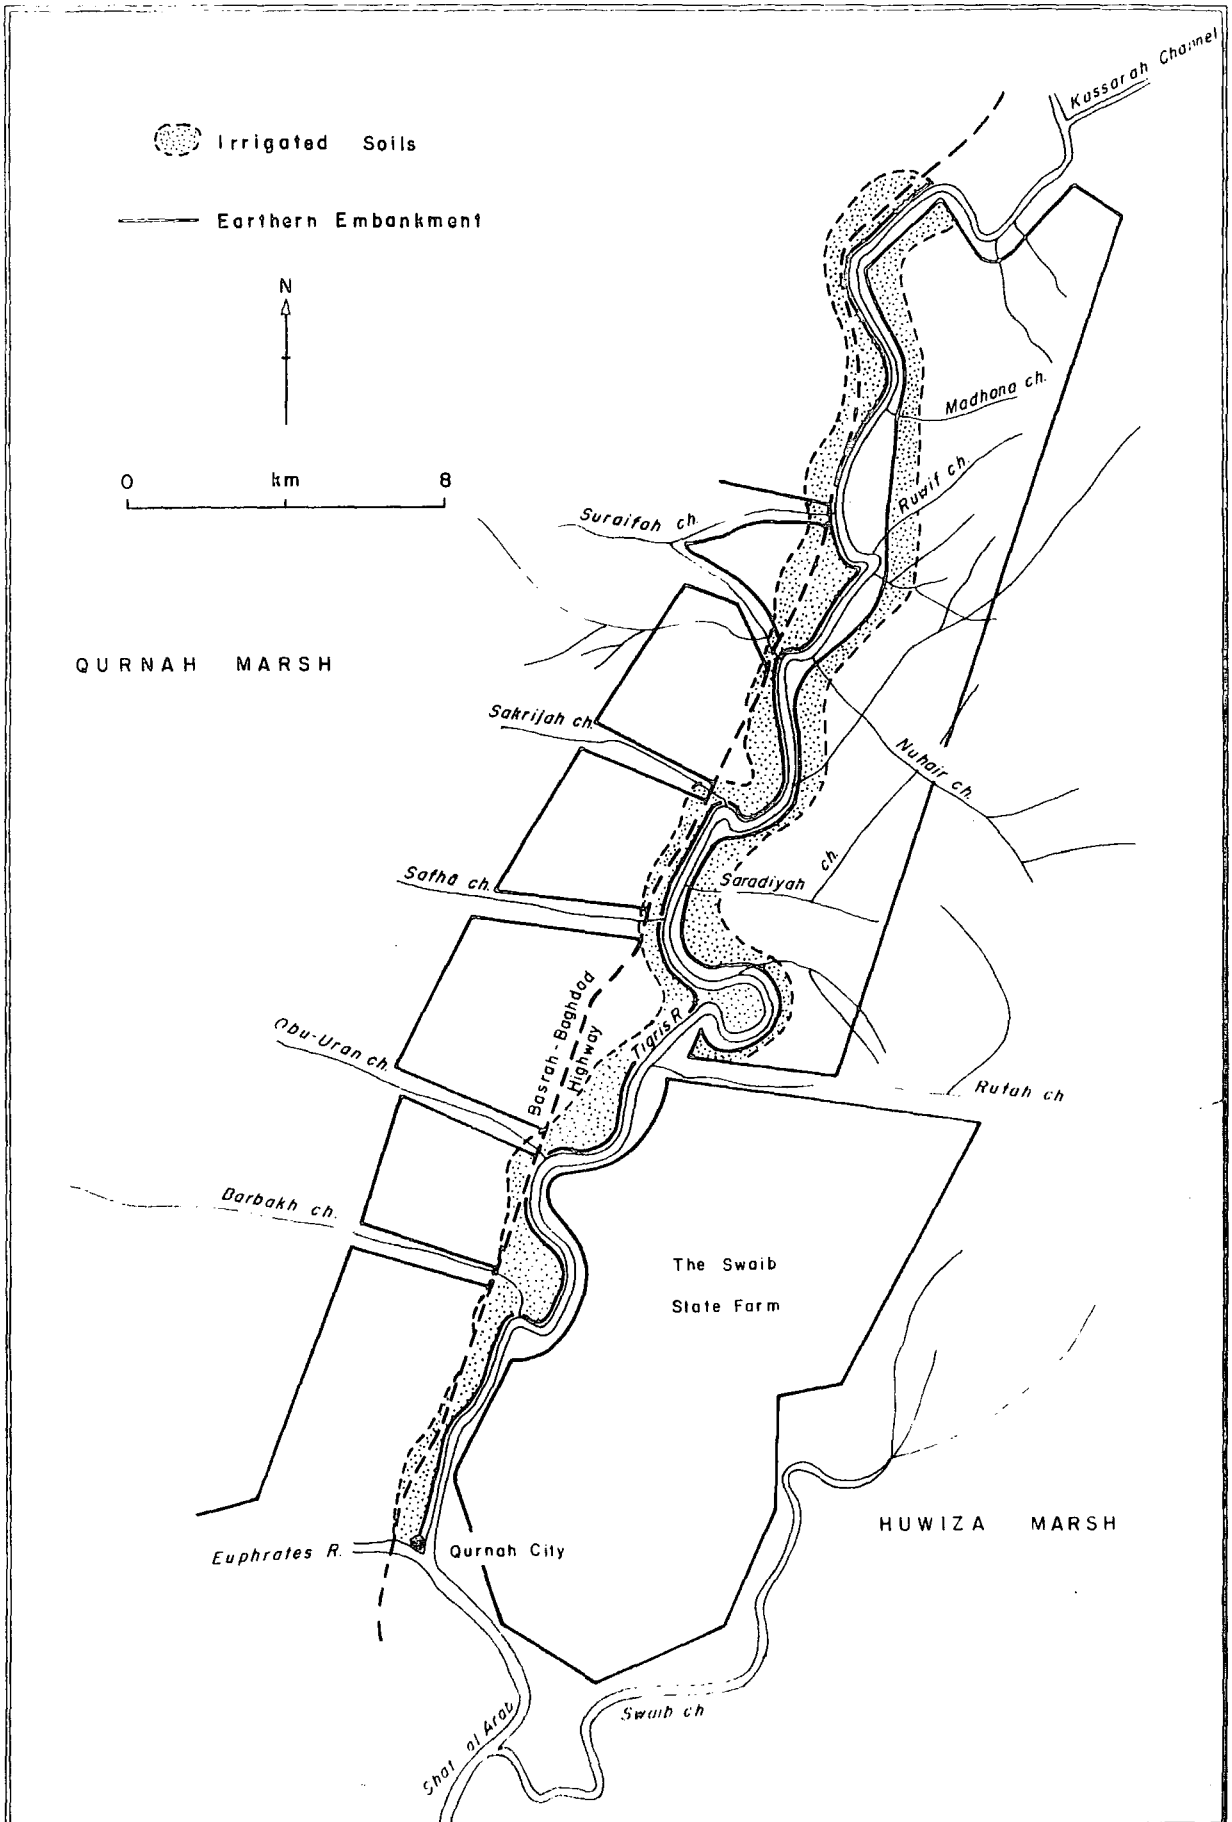 Kassarah Channel
Irrigated Soils
Earthern Embankment
N
0 km 8
Madhona ch.
Ruwif ch.
Suraifah ch.
QURNAH MARSH
Sakrijah ch.
Nuhair ch.
Safha ch.
Saradiyah ch.
Basrah - Baghdad
Highway
Tigris R.
Obu-Uran ch.
Rutah ch
Barbakh ch.
The Swaib
State Farm
HUWIZA MARSH
Euphrates R.
Qurnah City
Swaib ch
Shat al Arab